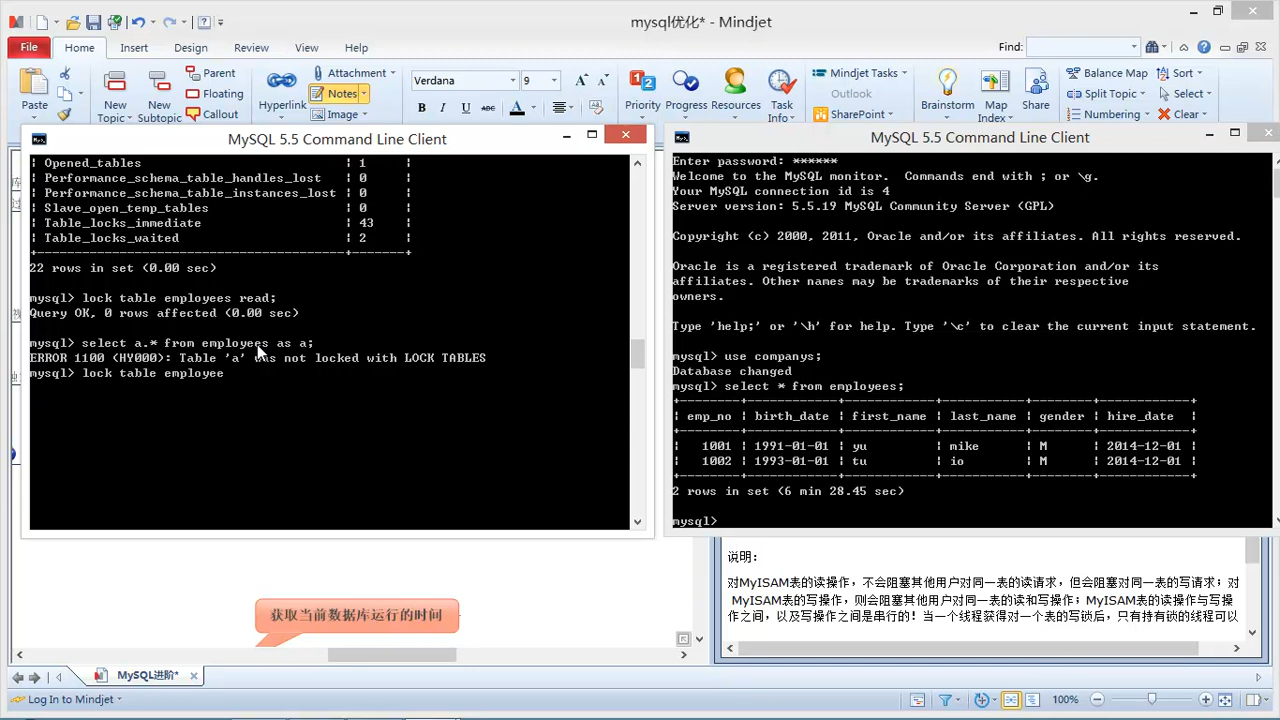 mysql优化* - Mindjet
File Home Insert Design Review View Help Find:
Paste
New Topic
New Subtopic
Parent
Floating
Callout
Hyperlink
Attachment
Notes
Image
Verdana 9
B I U abc A
Priority
Progress
Resources
Task Info
Mindjet Tasks
Outlook
SharePoint
Brainstorm
Map Index
Share
Balance Map
Split Topic
Numbering
Sort
Select
Clear
MySQL 5.5 Command Line Client
| Opened_tables | 1 |
| Performance_schema_table_handles_lost | 0 |
| Performance_schema_table_instances_lost | 0 |
| Slave_open_temp_tables | 0 |
| Table_locks_immediate | 43 |
| Table_locks_waited | 2 |
22 rows in set (0.00 sec)
mysql> lock table employees read;
Query OK, 0 rows affected (0.00 sec)
mysql> select a.* from employees as a;
ERROR 1100 (HY000): Table 'a' was not locked with LOCK TABLES
mysql> lock table employee
MySQL 5.5 Command Line Client
Enter password: ******
Welcome to the MySQL monitor.  Commands end with ; or \g.
Your MySQL connection id is 4
Server version: 5.5.19 MySQL Community Server (GPL)
Copyright (c) 2000, 2011, Oracle and/or its affiliates. All rights reserved.
Oracle is a registered trademark of Oracle Corporation and/or its
affiliates. Other names may be trademarks of their respective
owners.
Type 'help;' or '\h' for help. Type '\c' to clear the current input statement.
mysql> use companys;
Database changed
mysql> select * from employees;
| emp_no | birth_date | first_name | last_name | gender | hire_date |
| 1001 | 1991-01-01 | yu | mike | M | 2014-12-01 |
| 1002 | 1993-01-01 | tu | io | M | 2014-12-01 |
2 rows in set (6 min 28.45 sec)
mysql>
获取当前数据库运行的时间
说明：
对MyISAM表的读操作，不会阻塞其他用户对同一表的读请求，但会阻塞对同一表的写请求；对
MyISAM表的写操作，则会阻塞其他用户对同一表的读和写操作；MyISAM表的读操作与写操
作之间，以及写操作之间是串行的！当一个线程获得对一个表的写锁后，只有持有锁的线程可以
MySQL进阶*
Log In to Mindjet
100%